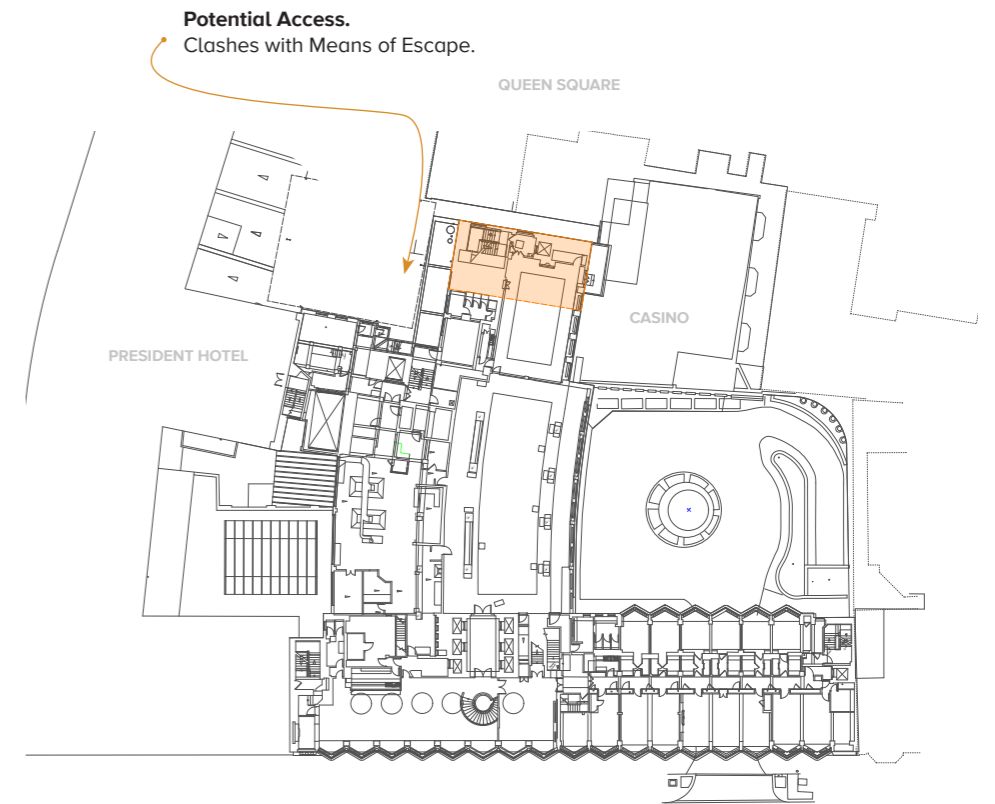 Potential Access.
Clashes with Means of Escape.
QUEEN SQUARE
CASINO
PRESIDENT HOTEL